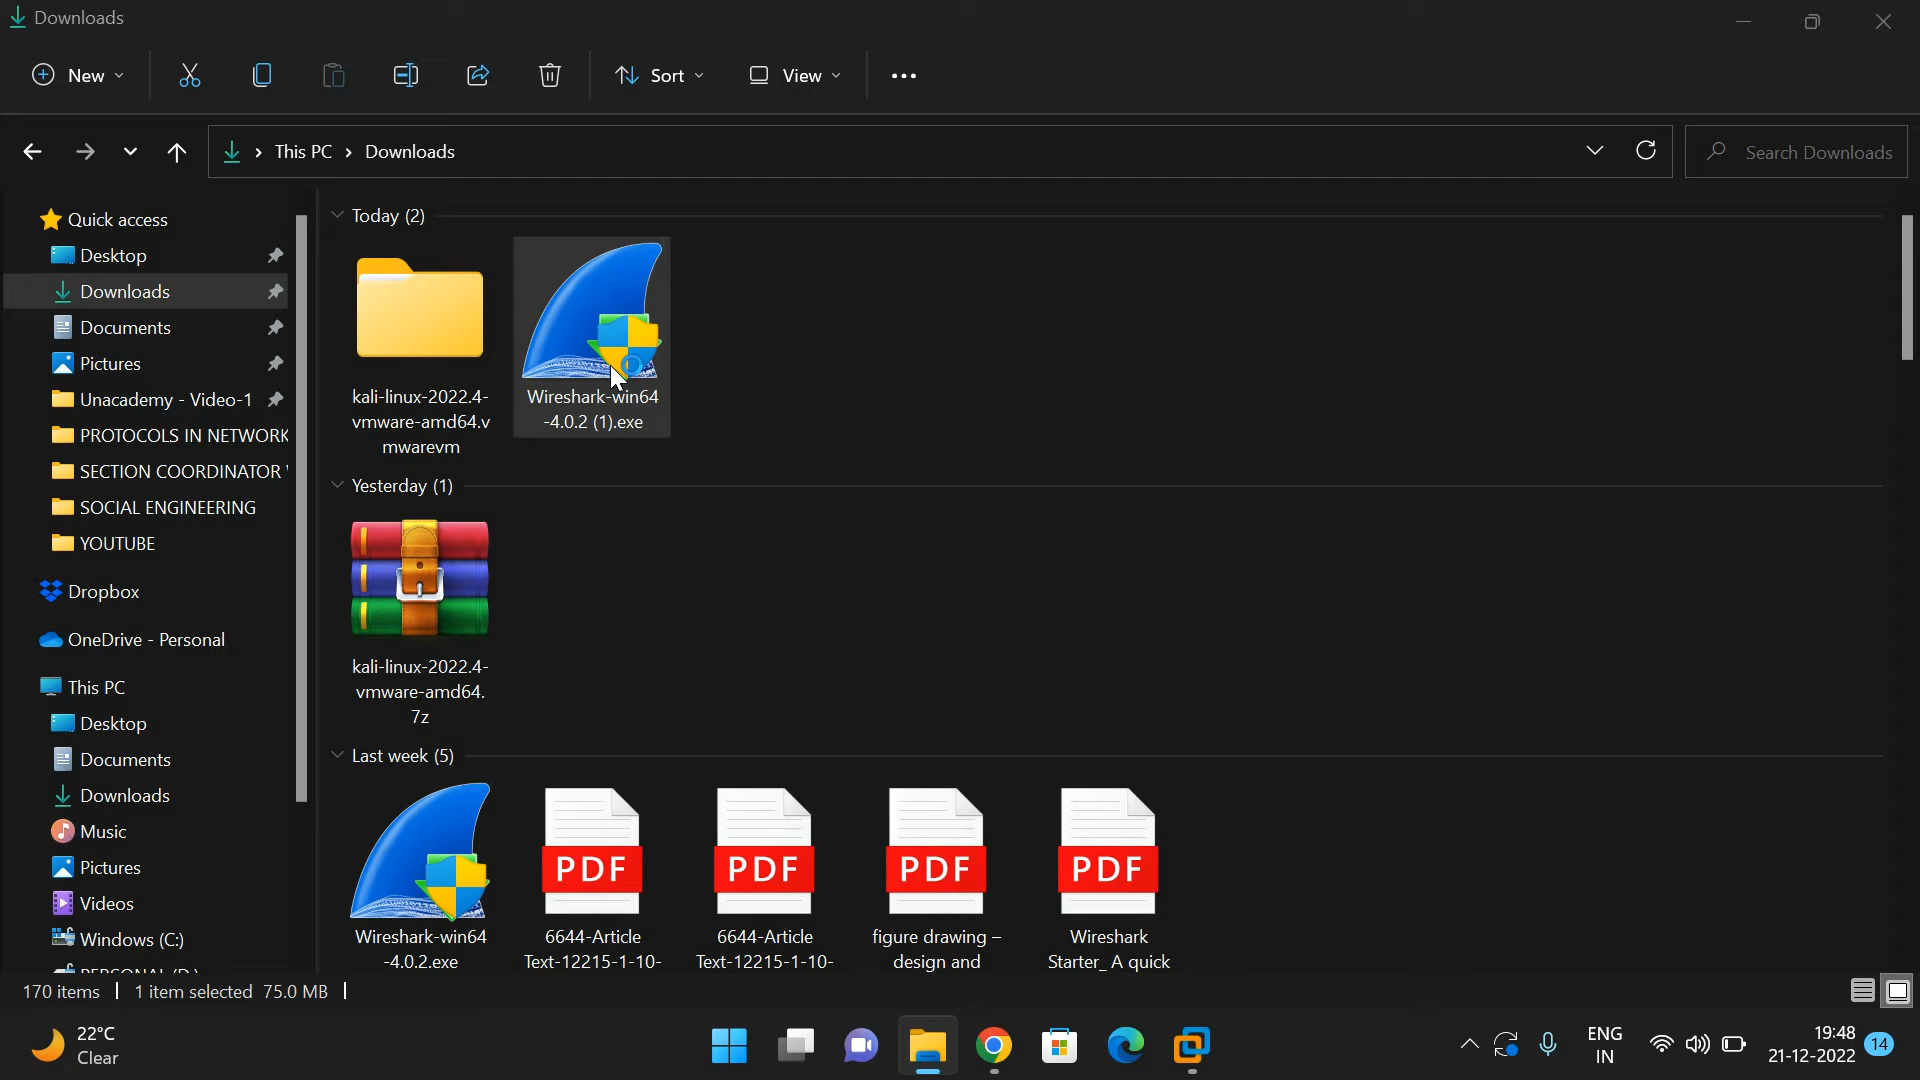 Downloads
New
Sort
View
This PC
Downloads
Search Downloads
Quick access
Desktop
Downloads
Documents
Pictures
Unacademy - Video-1
PROTOCOLS IN NETWORK
SECTION COORDINATOR
SOCIAL ENGINEERING
YOUTUBE
Dropbox
OneDrive - Personal
This PC
Desktop
Documents
Downloads
Music
Pictures
Videos
Windows (C:)
Today (2)
kali-linux-2022.4-
vmware-amd64.v
mwarevm
Wireshark-win64
-4.0.2 (1).exe
Yesterday (1)
kali-linux-2022.4-
vmware-amd64.
7z
Last week (5)
Wireshark-win64
-4.0.2.exe
PDF
6644-Article
Text-12215-1-10-
PDF
6644-Article
Text-12215-1-10-
PDF
figure drawing –
design and
PDF
Wireshark
Starter_ A quick
170 items
1 item selected 75.0 MB
22°C
Clear
ENG
IN
19:48
21-12-2022
14